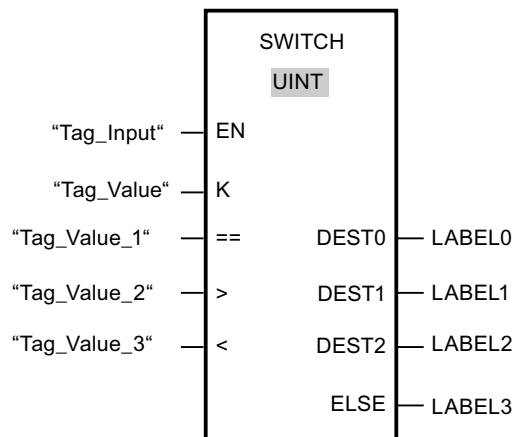 SWITCH
UINT
“Tag_Input“ EN
“Tag_Value“ K
“Tag_Value_1“ == DEST0 LABEL0
“Tag_Value_2“ > DEST1 LABEL1
“Tag_Value_3“ < DEST2 LABEL2
ELSE LABEL3